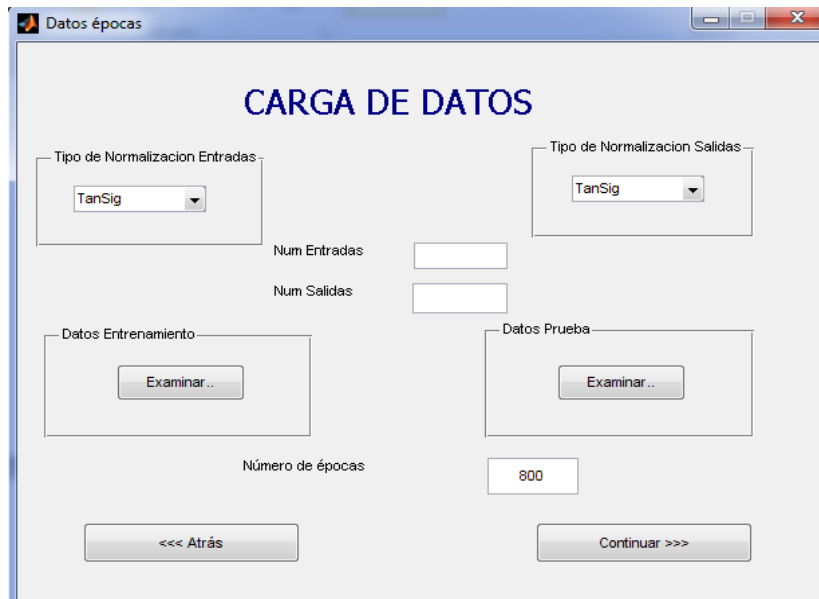 Datos épocas
CARGA DE DATOS
Tipo de Normalizacion Entradas
Tipo de Normalizacion Salidas
TanSig
TanSig
Num Entradas
Num Salidas
Datos Entrenamiento
Datos Prueba
Examinar..
Examinar..
Número de épocas
800
<<< Atrás
Continuar >>>